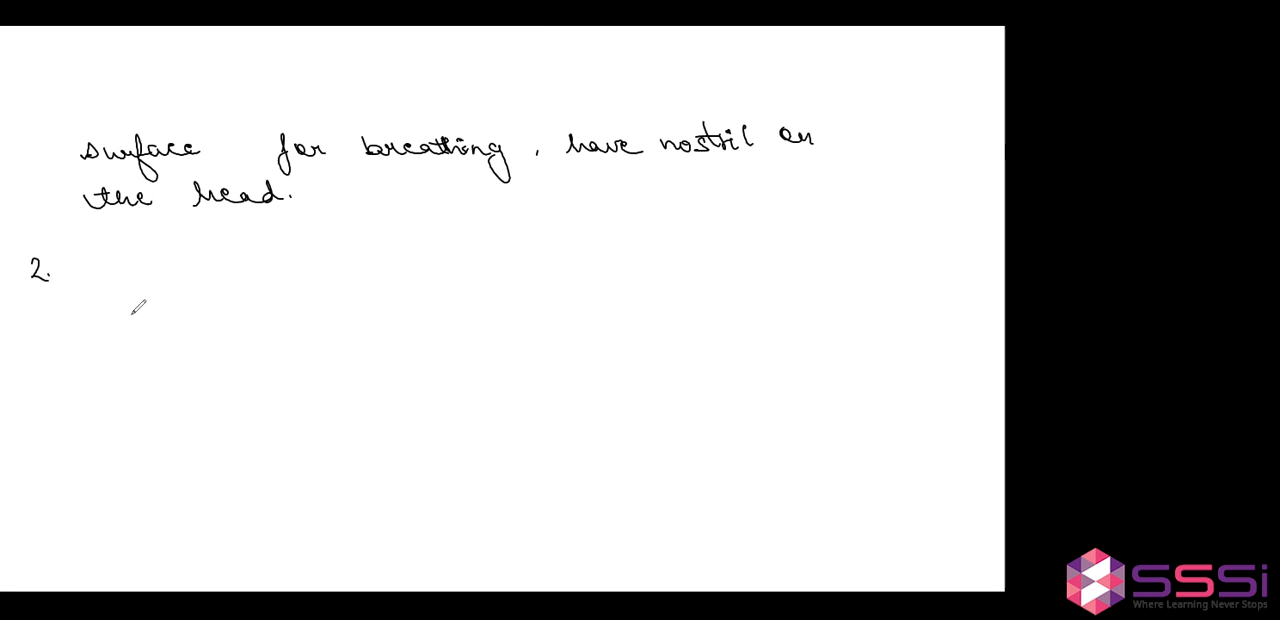 surface for breathing, have nostril on
the head.
2.
SSSi
Where Learning Never Stops